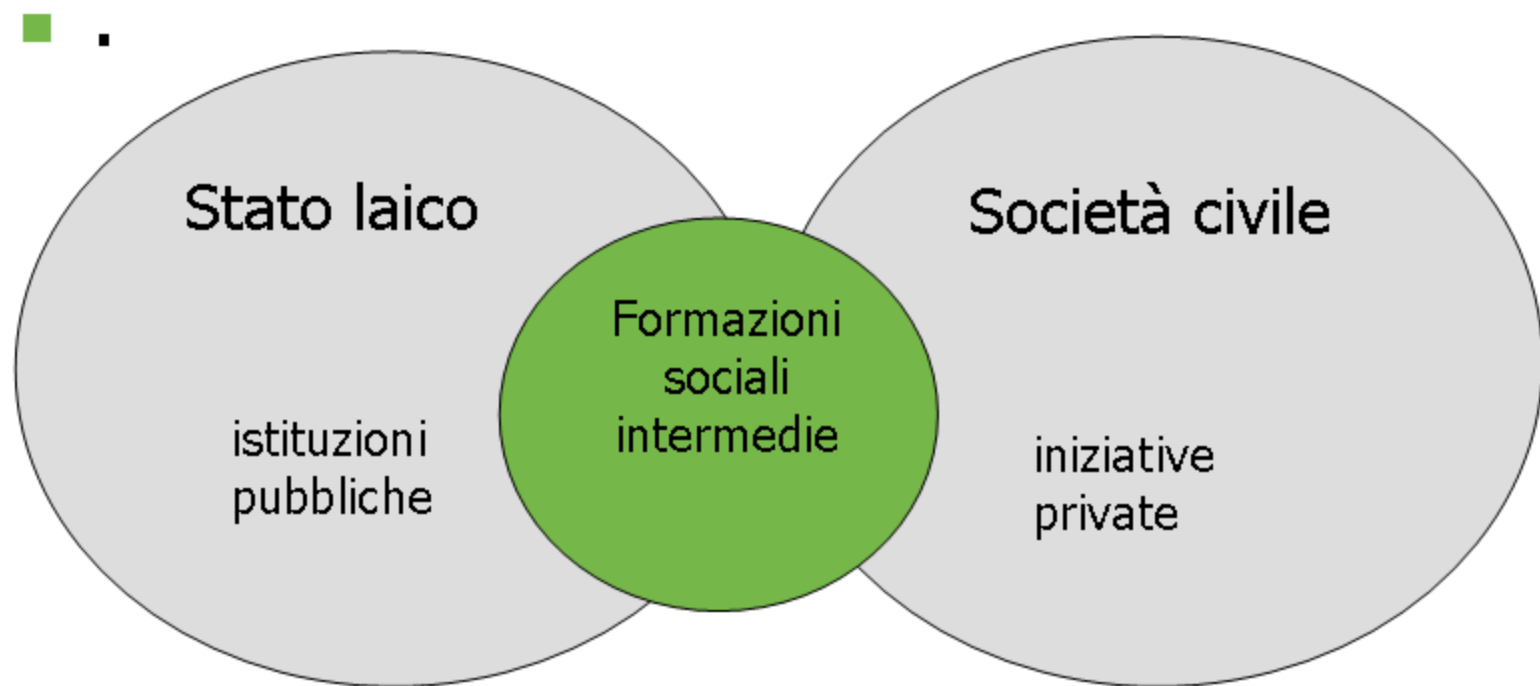 .
Stato laico
Società civile
Formazioni
sociali
intermedie
istituzioni
pubbliche
iniziative
private